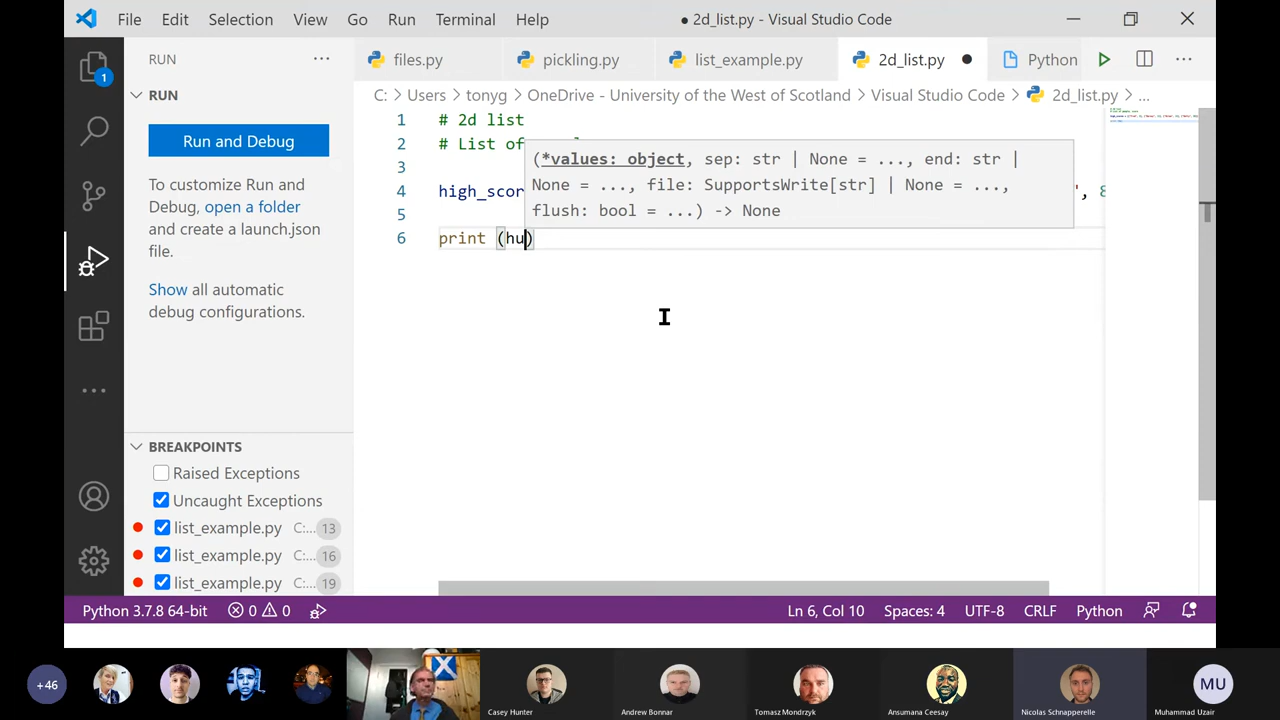 File Edit Selection View Go Run Terminal Help ● 2d_list.py - Visual Studio Code
RUN ···
files.py pickling.py list_example.py 2d_list.py ● Python ···
C: > Users > tonyg > OneDrive - University of the West of Scotland > Visual Studio Code > 2d_list.py > ...
RUN
Run and Debug
To customize Run and
Debug, open a folder
and create a launch.json
file.
Show all automatic
debug configurations.
1 # 2d list
2 # List of
3
4 high_scor ", 8
5
6 print (hu)
(*values: object, sep: str | None = ..., end: str |
None = ..., file: SupportsWrite[str] | None = ...,
flush: bool = ...) -> None
1
BREAKPOINTS
Raised Exceptions
Uncaught Exceptions
list_example.py C:... 13
list_example.py C:... 16
list_example.py C:... 19
Python 3.7.8 64-bit 0 0 Ln 6, Col 10 Spaces: 4 UTF-8 CRLF Python
+46 MU
Casey Hunter Andrew Bonnar Tomasz Mondrzyk Ansumana Ceesay Nicolas Schnapperelle Muhammad Uzair